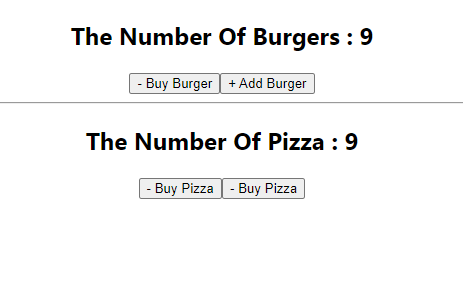 The Number Of Burgers : 9
- Buy Burger + Add Burger
The Number Of Pizza : 9
- Buy Pizza - Buy Pizza